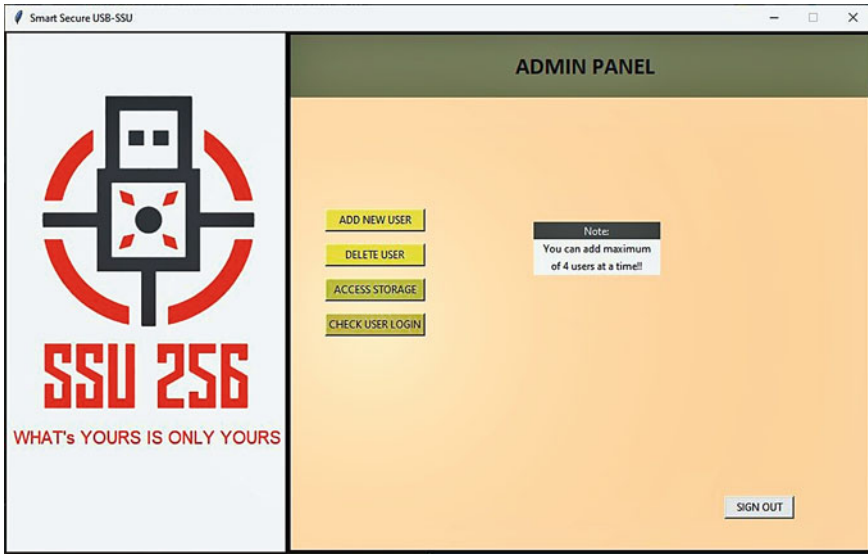 Smart Secure USB-SSU
ADMIN PANEL
ADD NEW USER
DELETE USER
ACCESS STORAGE
CHECK USER LOGIN
Note:
You can add maximum
of 4 users at a time!!
SSU 256
WHAT's YOURS IS ONLY YOURS
SIGN OUT